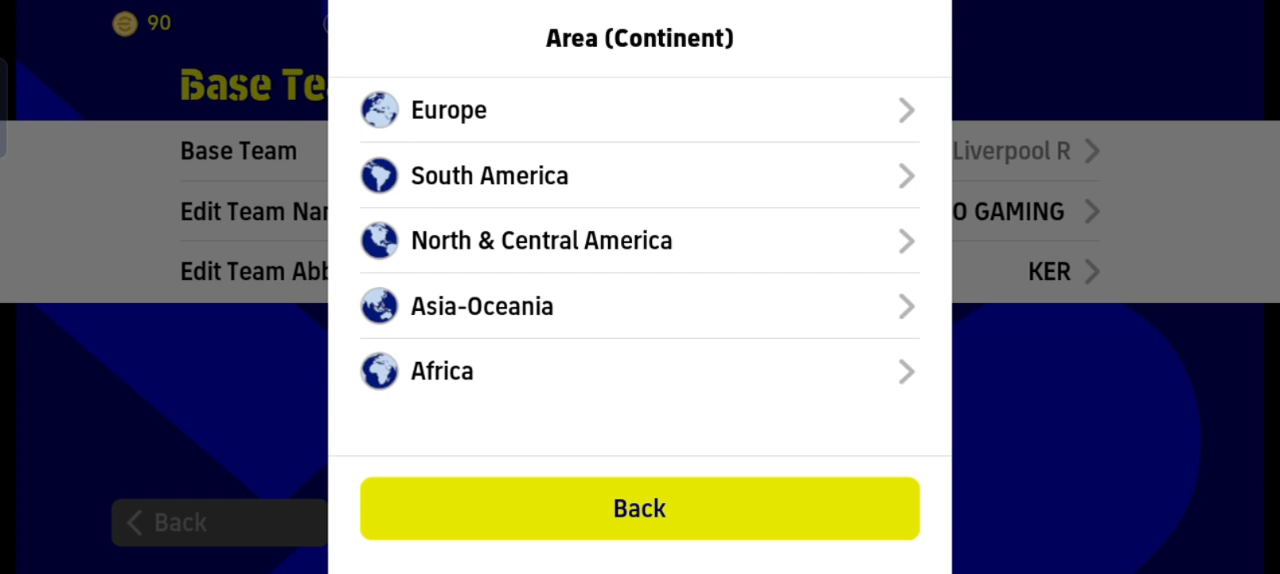 90
Area (Continent)
Base Te
Europe
Base Team
Liverpool R
South America
Edit Team Nar
O GAMING
North & Central America
Edit Team Abb
KER
Asia-Oceania
Africa
Back
Back